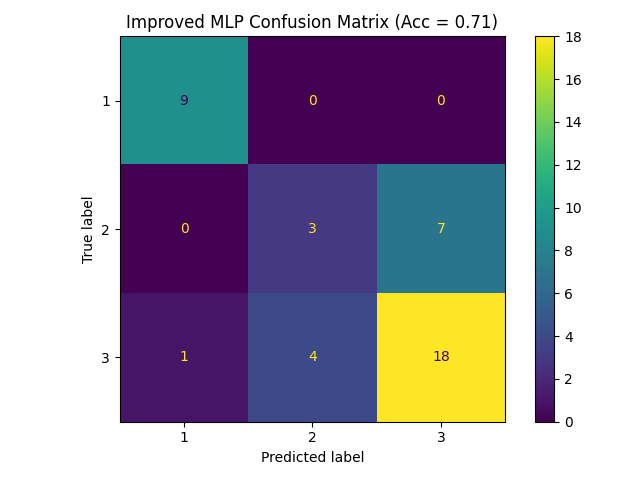 Improved MLP Confusion Matrix (Acc = 0.71)
True label
1 9 0 0
2 0 3 7
3 1 4 18
1 2 3
Predicted label
18
16
14
12
10
8
6
4
2
0